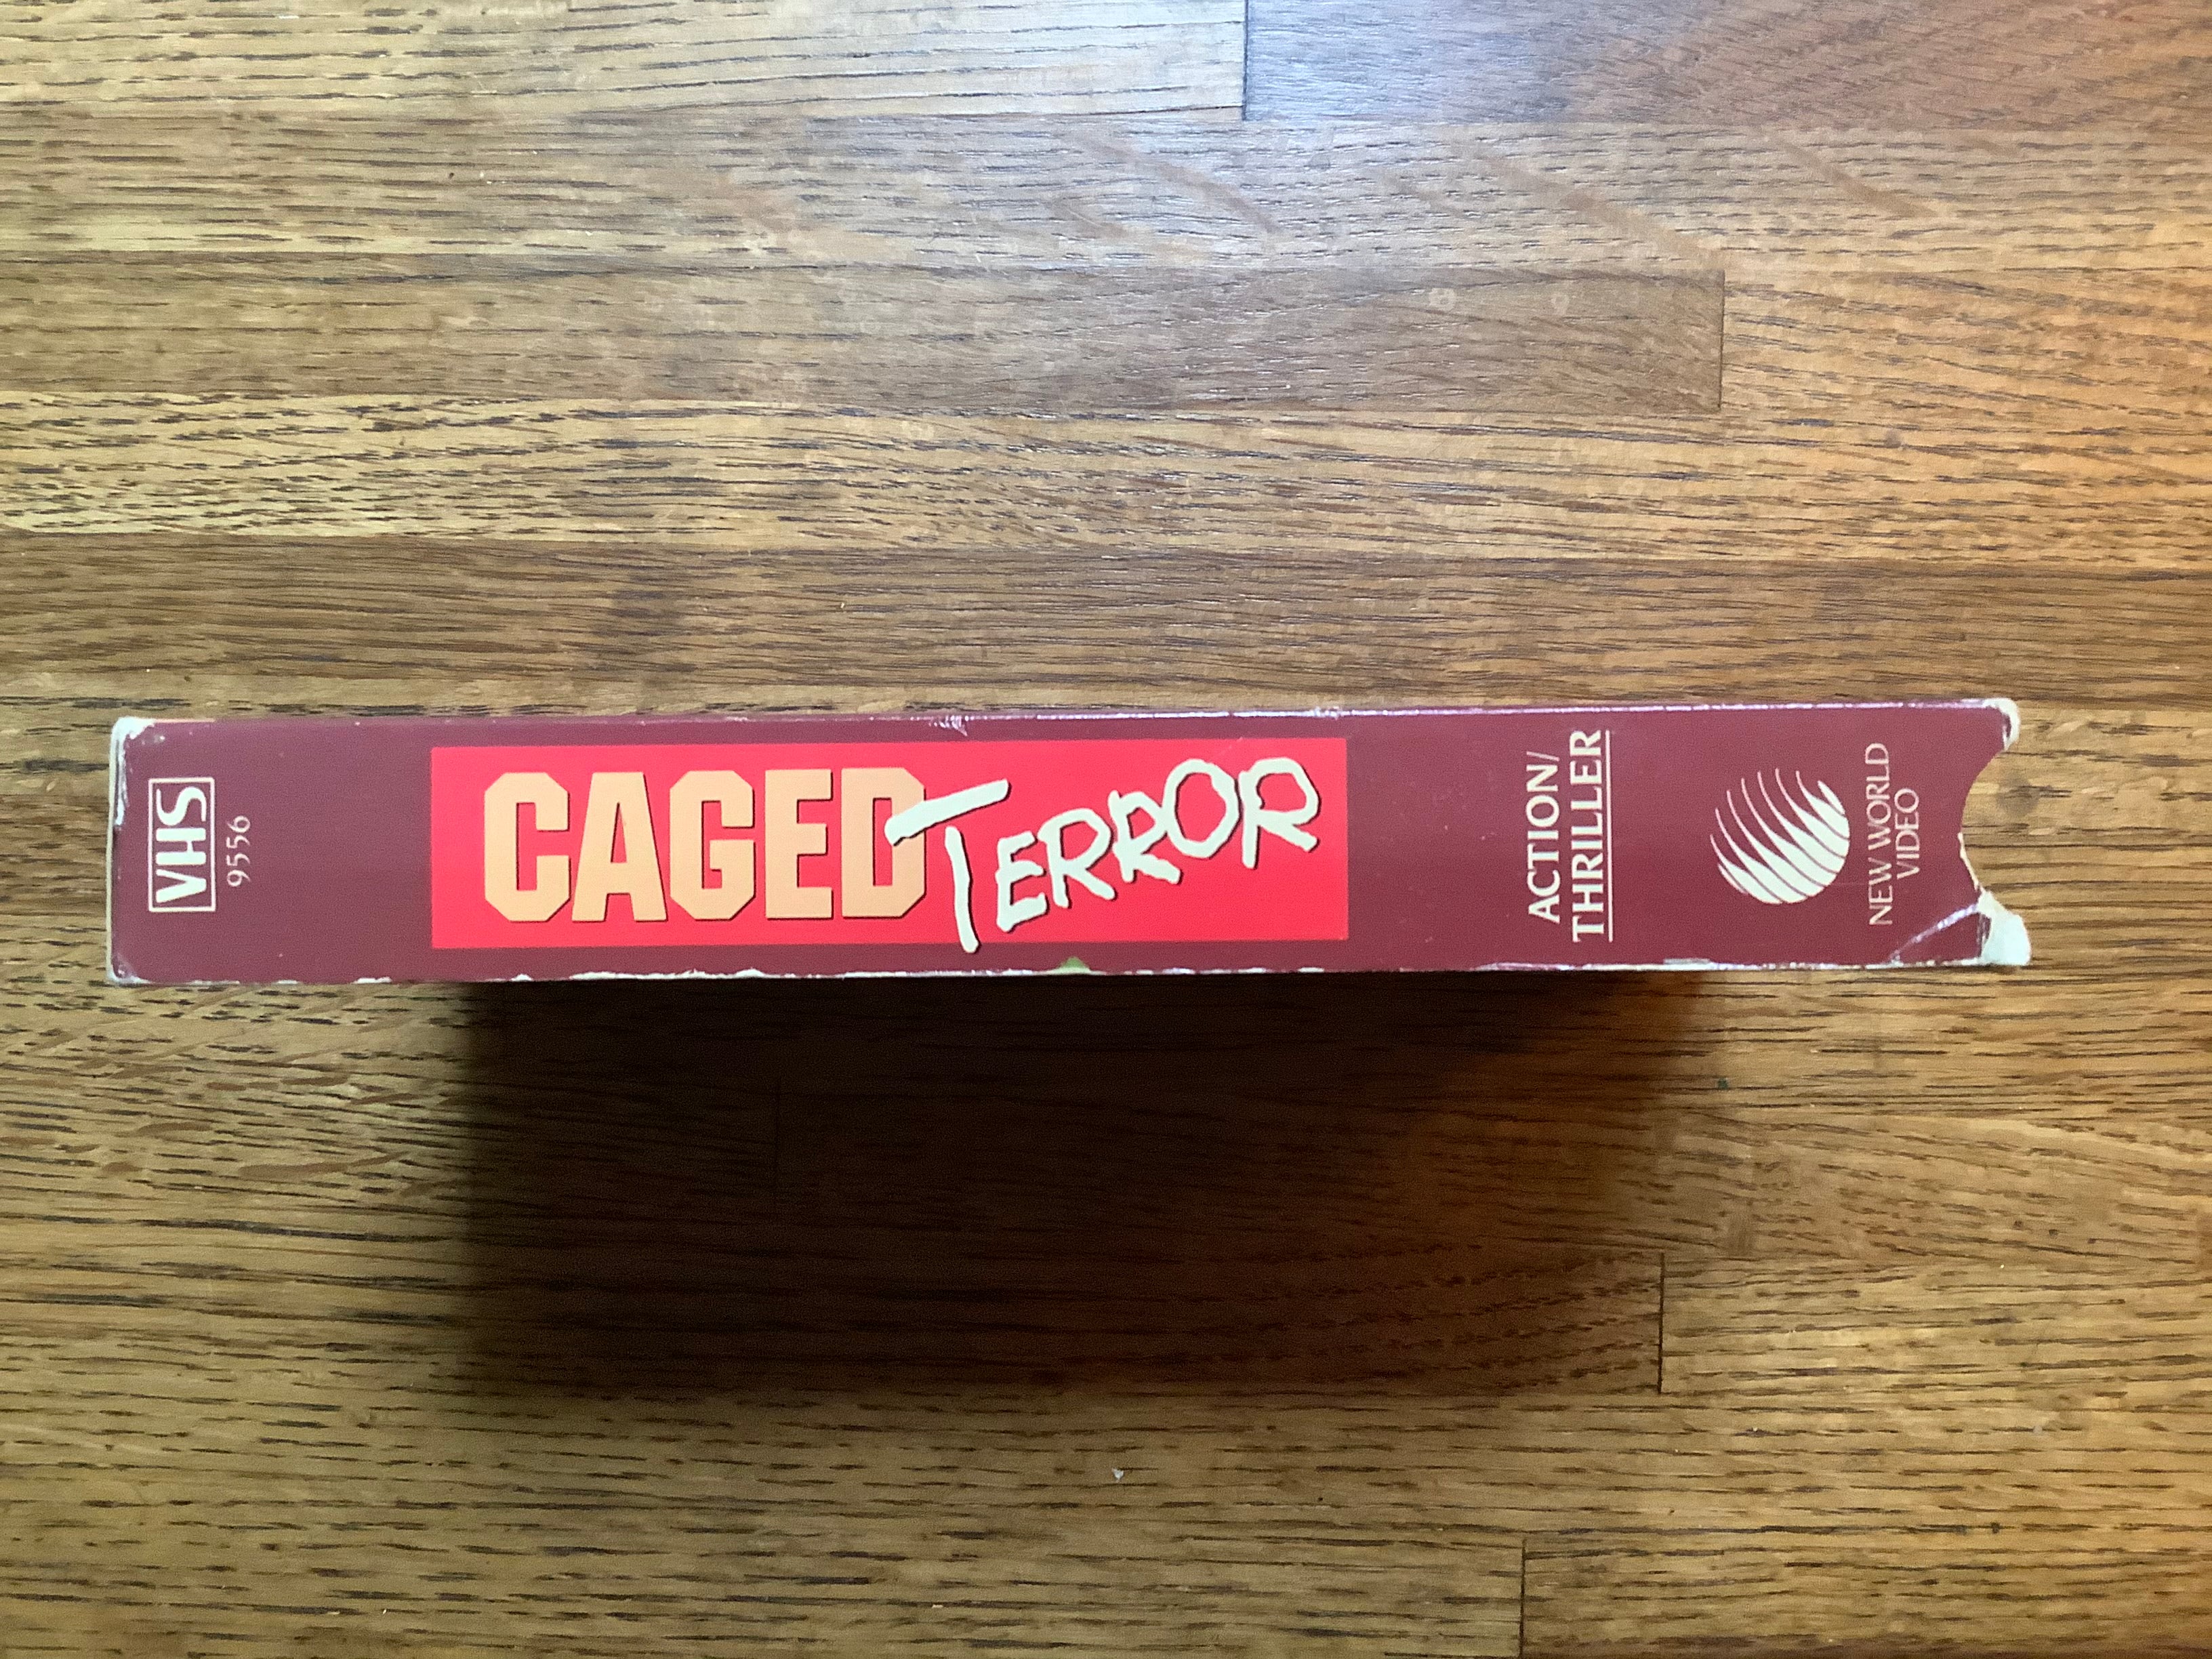 VHS
9556
CAGED TERROR
ACTION/
THRILLER
NEW WORLD
VIDEO